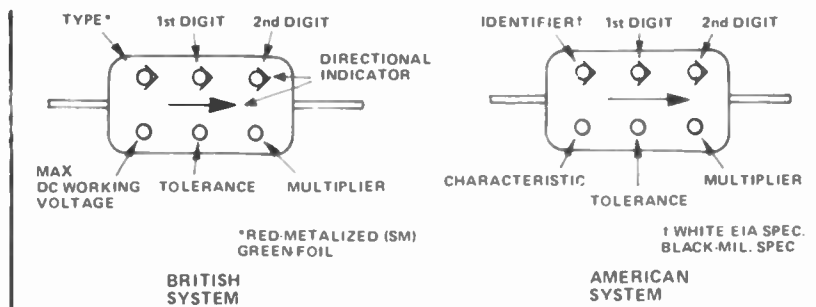 TYPE*
1st DIGIT
2nd DIGIT
DIRECTIONAL
INDICATOR
MAX
DC WORKING
VOLTAGE
TOLERANCE
MULTIPLIER
*RED-METALIZED (SM)
GREEN-FOIL
BRITISH
SYSTEM
IDENTIFIER†
1st DIGIT
2nd DIGIT
CHARACTERISTIC
TOLERANCE
MULTIPLIER
† WHITE EIA SPEC.
BLACK-MIL. SPEC
AMERICAN
SYSTEM